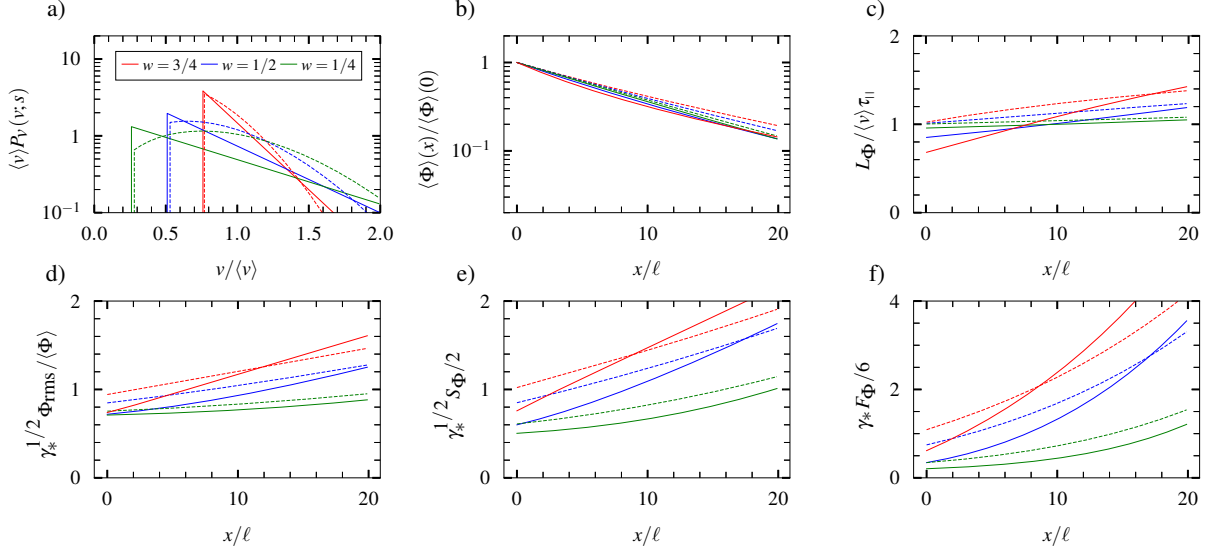 a)
⟨v⟩P_v(v;s)
10
1
10⁻¹
w = 3/4
w = 1/2
w = 1/4
0.0 0.5 1.0 1.5 2.0
v/⟨v⟩
b)
⟨Φ⟩(x)/⟨Φ⟩(0)
1
10⁻¹
0 10 20
x/ℓ
c)
L_Φ/⟨v⟩τ_∥
2
1
0
0 10 20
x/ℓ
d)
γ_*^{1/2} Φ_rms/⟨Φ⟩
2
1
0
0 10 20
x/ℓ
e)
γ_*^{1/2} S_Φ/2
2
1
0
0 10 20
x/ℓ
f)
γ_* F_Φ/6
4
2
0
0 10 20
x/ℓ